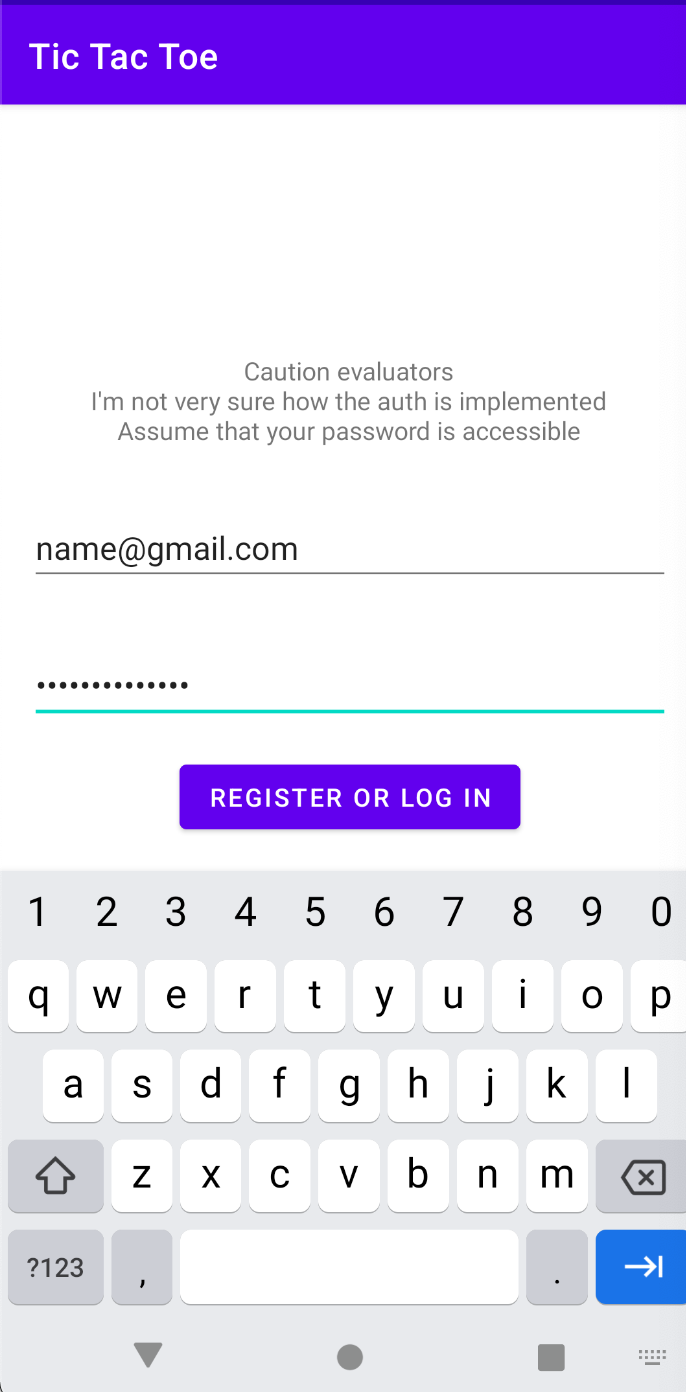 Tic Tac Toe
Caution evaluators
I'm not very sure how the auth is implemented
Assume that your password is accessible
name@gmail.com
••••••••••••••
REGISTER OR LOG IN
1 2 3 4 5 6 7 8 9 0
q w e r t y u i o p
a s d f g h j k l
z x c v b n m
?123 , .